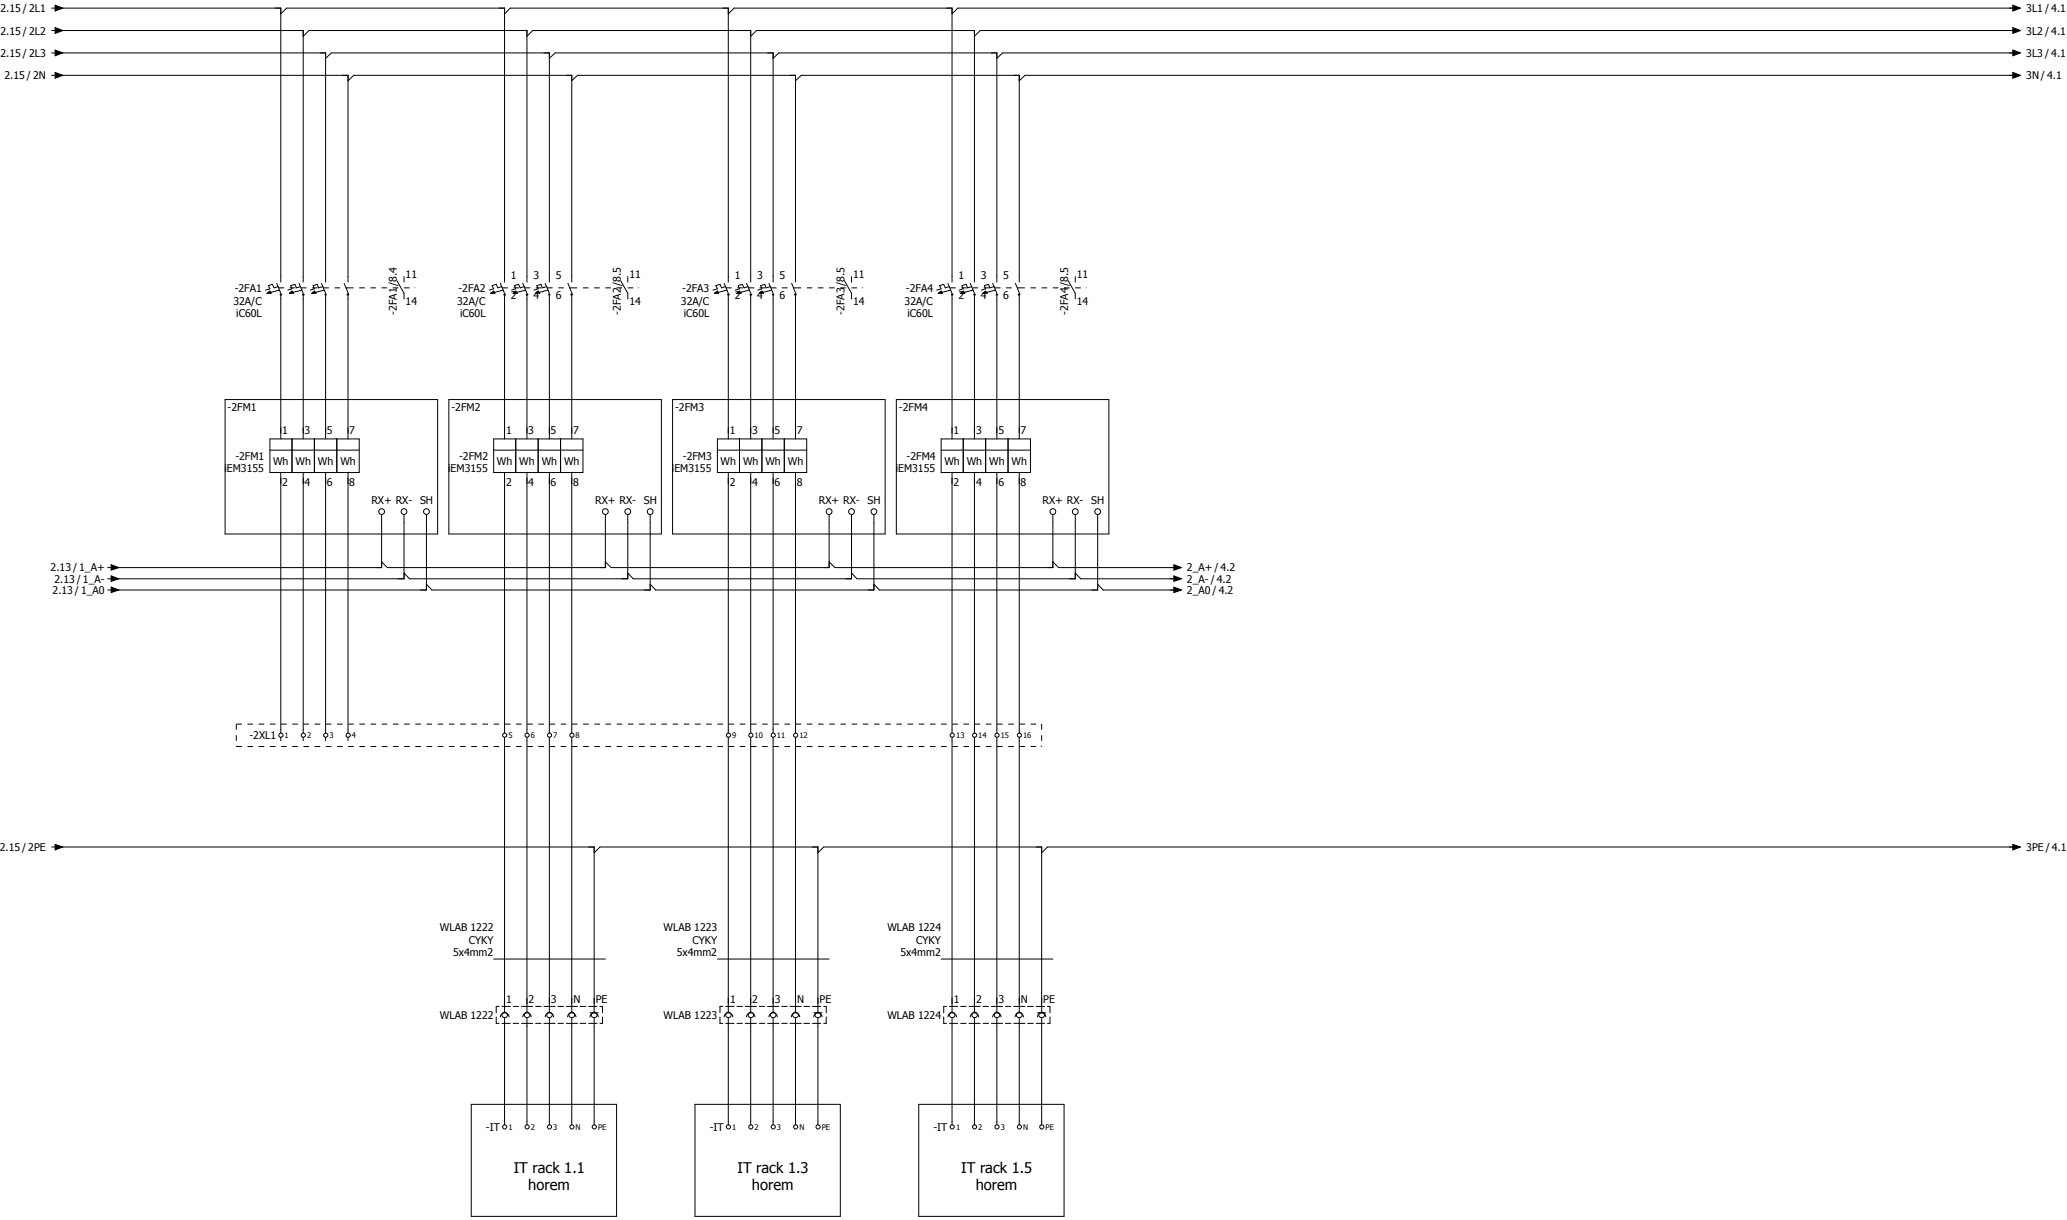 2.15/2L1 3L1/4.1
2.15/2L2 3L2/4.1
2.15/2L3 3L3/4.1
2.15/2N 3N/4.1
-2FA1
32A/C
iC60L
-2FA1/8.4
11
14
-2FA2
32A/C
iC60L
1 3 5
2 4 6
-2FA2/8.5
11
14
-2FA3
32A/C
iC60L
1 3 5
2 4 6
-2FA3/8.5
11
14
-2FA4
32A/C
iC60L
1 3 5
2 4 6
-2FA4/8.5
11
14
-2FM1
1 3 5 7
-2FM1
iEM3155
Wh Wh Wh Wh
2 4 6 8
RX+ RX- SH
-2FM2
1 3 5 7
-2FM2
iEM3155
Wh Wh Wh Wh
2 4 6 8
RX+ RX- SH
-2FM3
1 3 5 7
-2FM3
iEM3155
Wh Wh Wh Wh
2 4 6 8
RX+ RX- SH
-2FM4
1 3 5 7
-2FM4
iEM3155
Wh Wh Wh Wh
2 4 6 8
RX+ RX- SH
2.13/1_A+ 2_A+/4.2
2.13/1_A- 2_A-/4.2
2.13/1_A0 2_A0/4.2
-2XL1 1 2 3 4 5 6 7 8 9 10 11 12 13 14 15 16
2.15/2PE 3PE/4.1
WLAB 1222
CYKY
5x4mm2
WLAB 1223
CYKY
5x4mm2
WLAB 1224
CYKY
5x4mm2
1 2 3 N PE
WLAB 1222
1 2 3 N PE
WLAB 1223
1 2 3 N PE
WLAB 1224
-IT 1 2 3 N PE
IT rack 1.1
horem
-IT 1 2 3 N PE
IT rack 1.3
horem
-IT 1 2 3 N PE
IT rack 1.5
horem